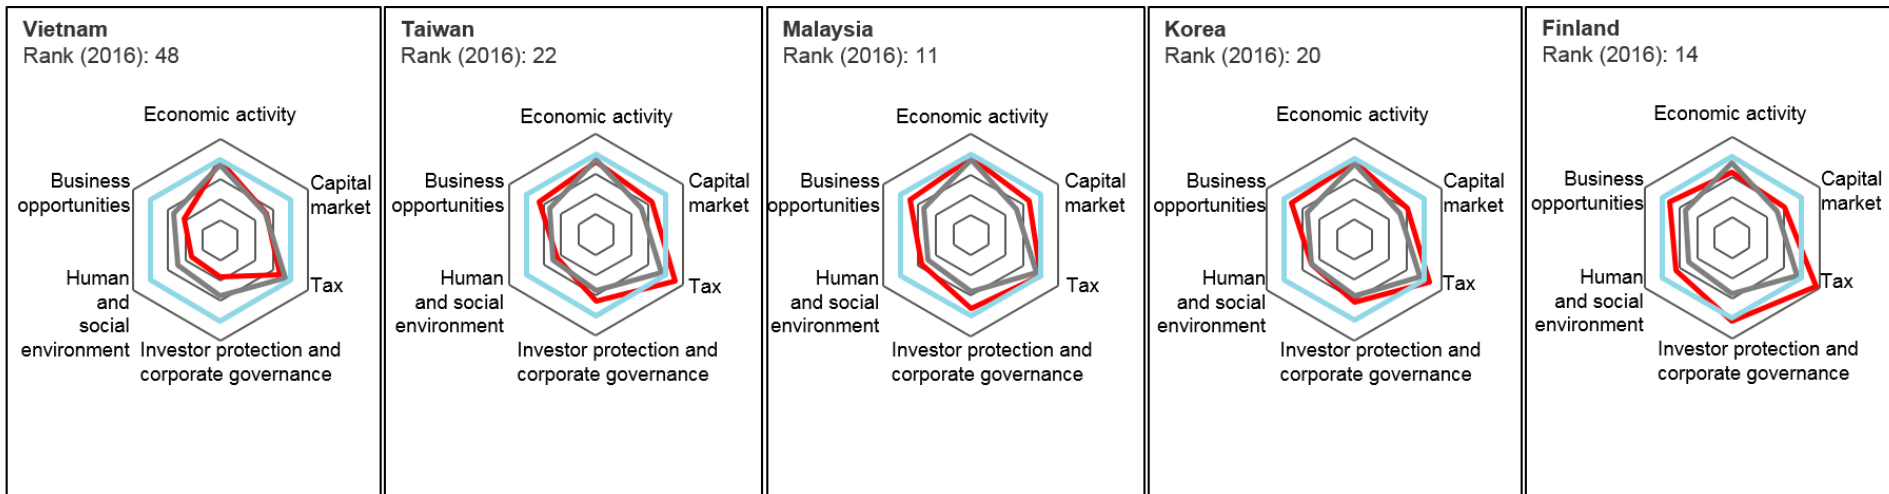 Vietnam
Rank (2016): 48
Economic activity
Business
opportunities
Capital
market
Human
and
social
environment
Tax
Investor protection and
corporate governance
Taiwan
Rank (2016): 22
Economic activity
Business
opportunities
Capital
market
Human
and social
environment
Tax
Investor protection and
corporate governance
Malaysia
Rank (2016): 11
Economic activity
Business
opportunities
Capital
market
Human
and social
environment
Tax
Investor protection and
corporate governance
Korea
Rank (2016): 20
Economic activity
Business
opportunities
Capital
market
Human
and social
environment
Tax
Investor protection and
corporate governance
Finland
Rank (2016): 14
Economic activity
Business
opportunities
Capital
market
Human
and social
environment
Tax
Investor protection and
corporate governance